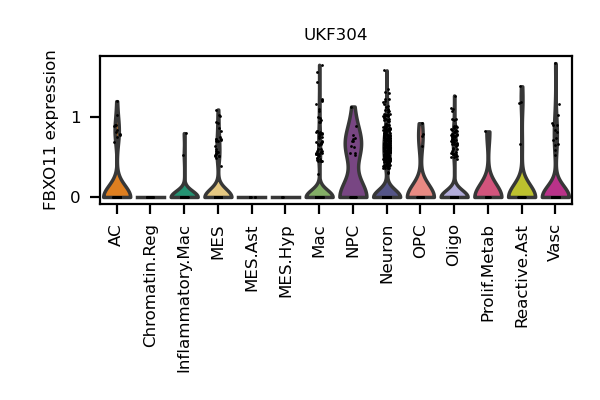 UKF304
FBXO11 expression
1
0
AC
Chromatin.Reg
Inflammatory.Mac
MES
MES.Ast
MES.Hyp
Mac
NPC
Neuron
OPC
Oligo
Prolif.Metab
Reactive.Ast
Vasc